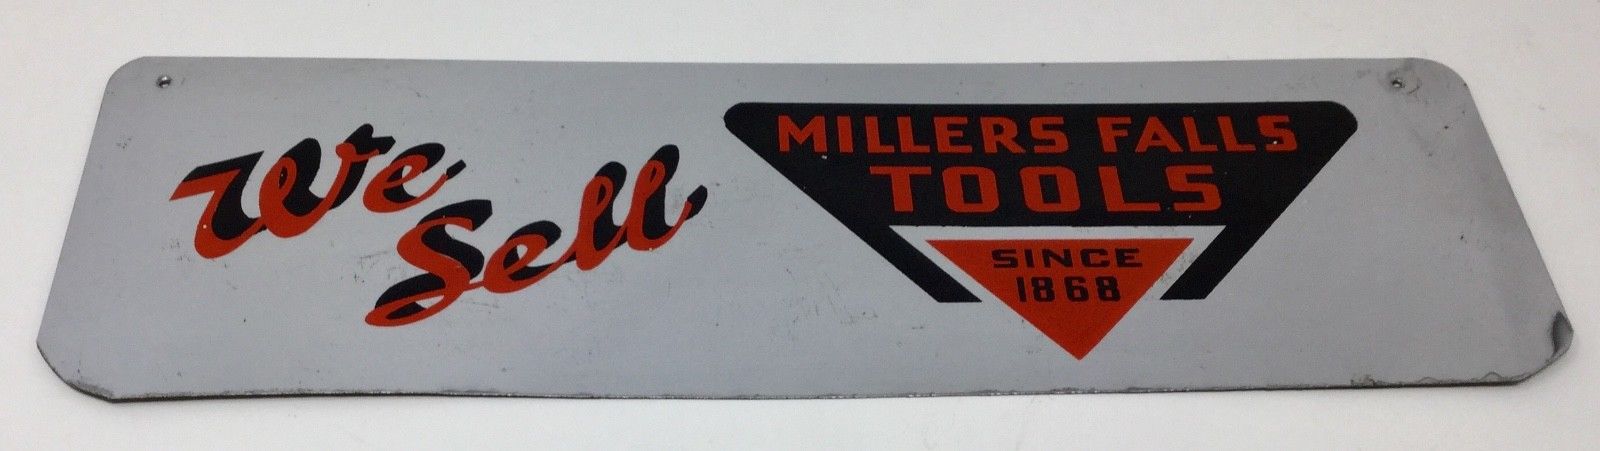 We
Sell
MILLERS FALLS
TOOLS
SINCE
1868